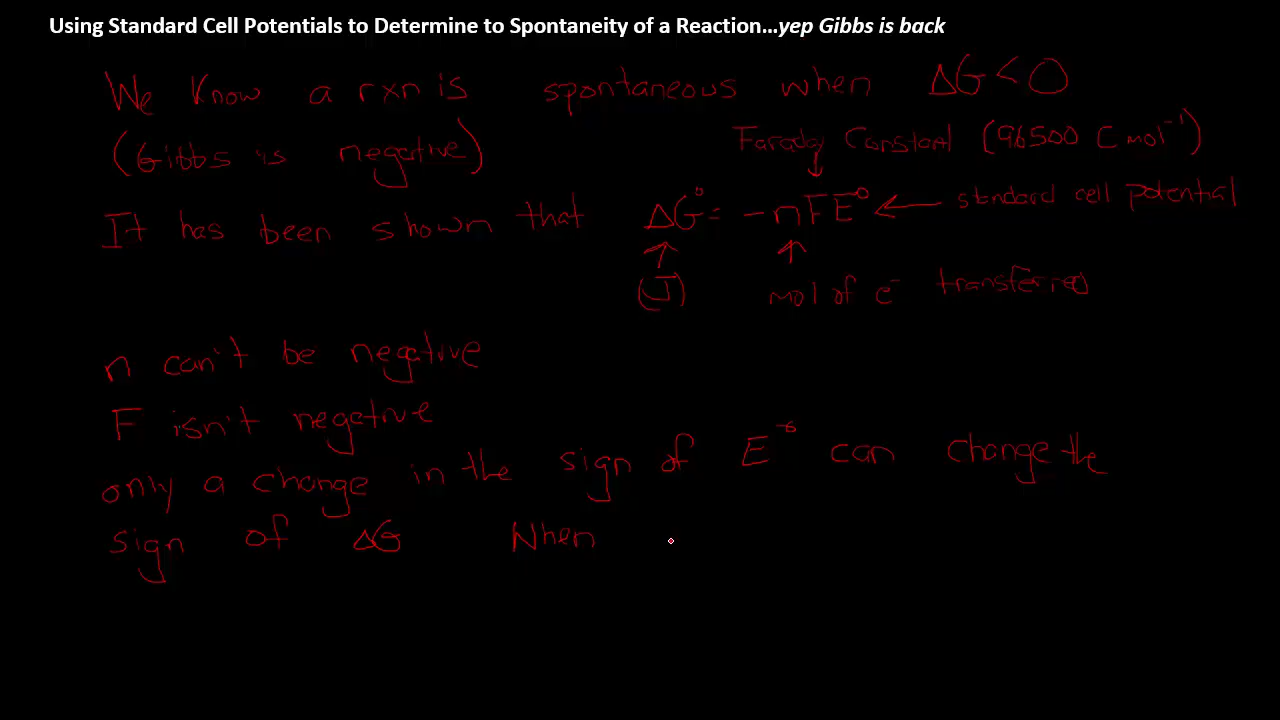 Using Standard Cell Potentials to Determine to Spontaneity of a Reaction...yep Gibbs is back
We know a rxn is spontaneous when ΔG < 0
(Gibbs is negative)
Faraday Constant (96500 C mol⁻¹)
It has been shown that ΔG° = -nFE° ← standard cell potential
(J) mol of e⁻ transferred
n can't be negative
F isn't negetive
only a change in the sign of E° can change the
sign of ΔG When